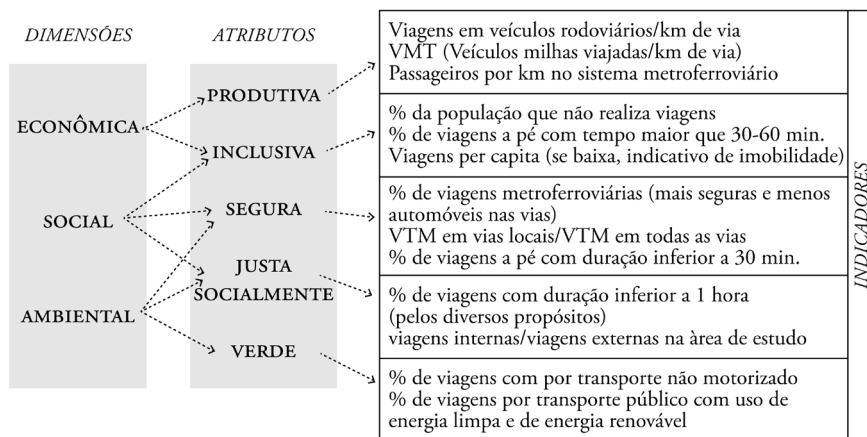 DIMENSÕES
ATRIBUTOS
ECONÔMICA
SOCIAL
AMBIENTAL
PRODUTIVA
INCLUSIVA
SEGURA
JUSTA
SOCIALMENTE
VERDE
Viagens em veículos rodoviários/km de via
VMT (Veículos milhas viajadas/km de via)
Passageiros por km no sistema metroferroviário
% da população que não realiza viagens
% de viagens a pé com tempo maior que 30-60 min.
Viagens per capita (se baixa, indicativo de imobilidade)
% de viagens metroferroviárias (mais seguras e menos
automóveis nas vias)
VTM em vias locais/VTM em todas as vias
% de viagens a pé com duração inferior a 30 min.
% de viagens com duração inferior a 1 hora
(pelos diversos propósitos)
viagens internas/viagens externas na àrea de estudo
% de viagens com por transporte não motorizado
% de viagens por transporte público com uso de
energia limpa e de energia renovável
INDICADORES